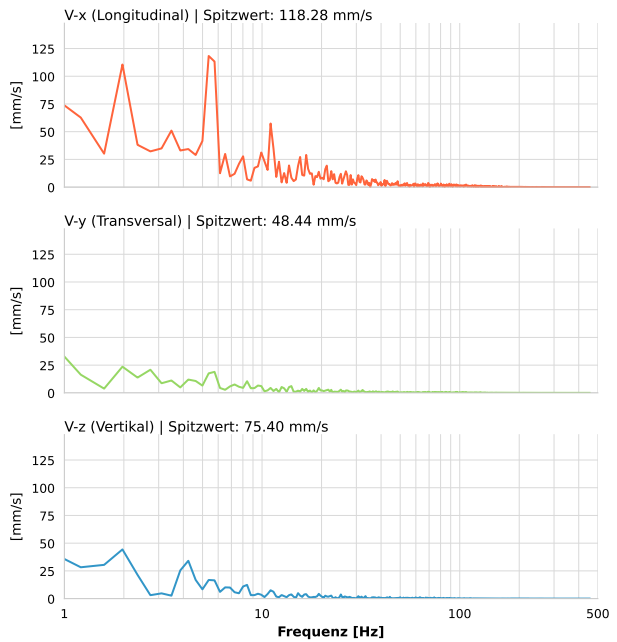 V-x (Longitudinal) | Spitzwert: 118.28 mm/s
[mm/s]
125
100
75
50
25
0
V-y (Transversal) | Spitzwert: 48.44 mm/s
[mm/s]
125
100
75
50
25
0
V-z (Vertikal) | Spitzwert: 75.40 mm/s
[mm/s]
125
100
75
50
25
0
1 10 100 500
Frequenz [Hz]